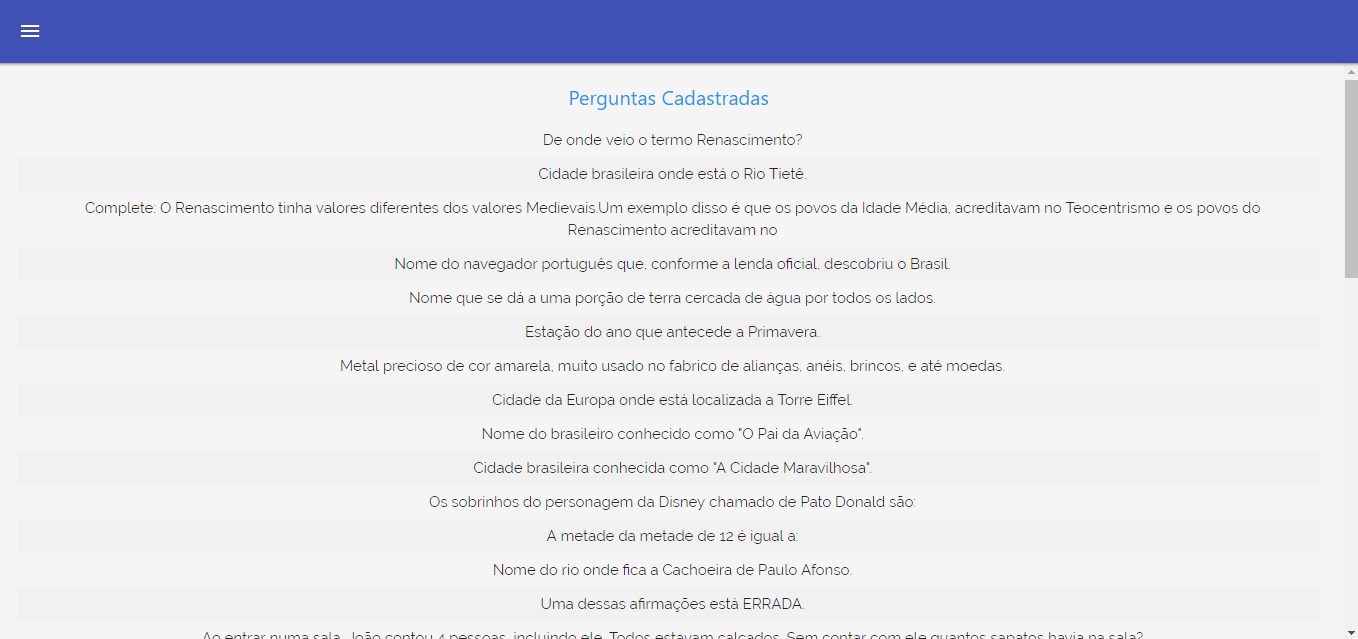 Perguntas Cadastradas
De onde veio o termo Renascimento?
Cidade brasileira onde está o Rio Tietê.
Complete: O Renascimento tinha valores diferentes dos valores Medievais.Um exemplo disso é que os povos da Idade Média, acreditavam no Teocentrismo e os povos do
Renascimento acreditavam no
Nome do navegador português que, conforme a lenda oficial, descobriu o Brasil.
Nome que se dá a uma porção de terra cercada de água por todos os lados.
Estação do ano que antecede a Primavera.
Metal precioso de cor amarela, muito usado no fabrico de alianças, anéis, brincos, e até moedas.
Cidade da Europa onde está localizada a Torre Eiffel.
Nome do brasileiro conhecido como "O Pai da Aviação".
Cidade brasileira conhecida como "A Cidade Maravilhosa".
Os sobrinhos do personagem da Disney chamado de Pato Donald são:
A metade da metade de 12 é igual a:
Nome do rio onde fica a Cachoeira de Paulo Afonso.
Uma dessas afirmações está ERRADA.
Ao entrar numa sala, João contou 4 pessoas, incluindo ele. Todos estavam calçados. Sem contar com ele quantos sapatos havia na sala?